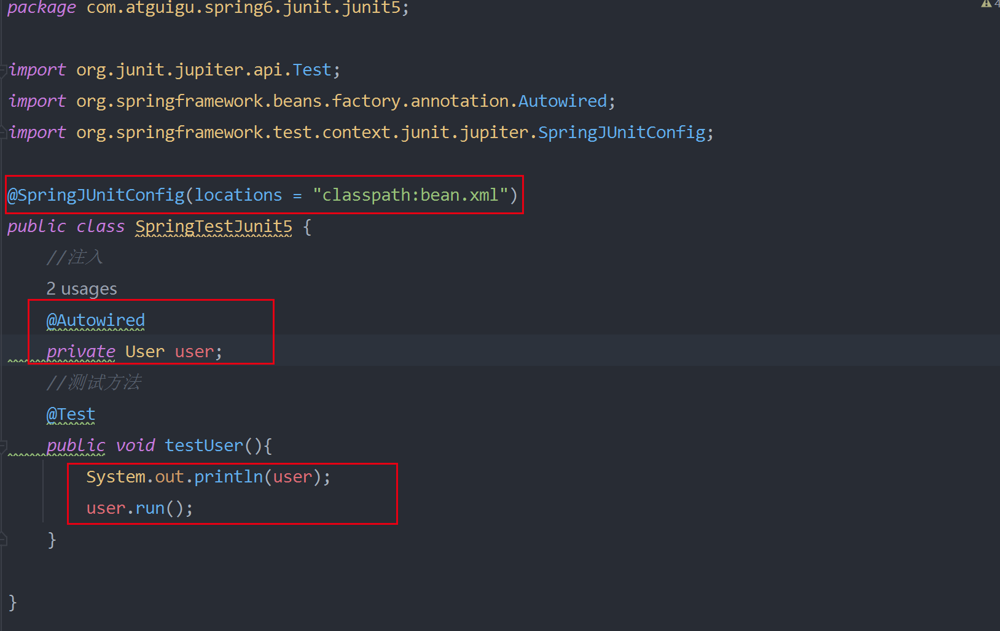 package com.atguigu.spring6.junit.junit5;
4
import org.junit.jupiter.api.Test;
import org.springframework.beans.factory.annotation.Autowired;
import org.springframework.test.context.junit.jupiter.SpringJUnitConfig;
@SpringJUnitConfig(locations = "classpath:bean.xml")
public class SpringTestJunit5 {
//注入
2 usages
@Autowired
private User user;
//测试方法
@Test
public void testUser(){
System.out.println(user);
user.run();
}
}